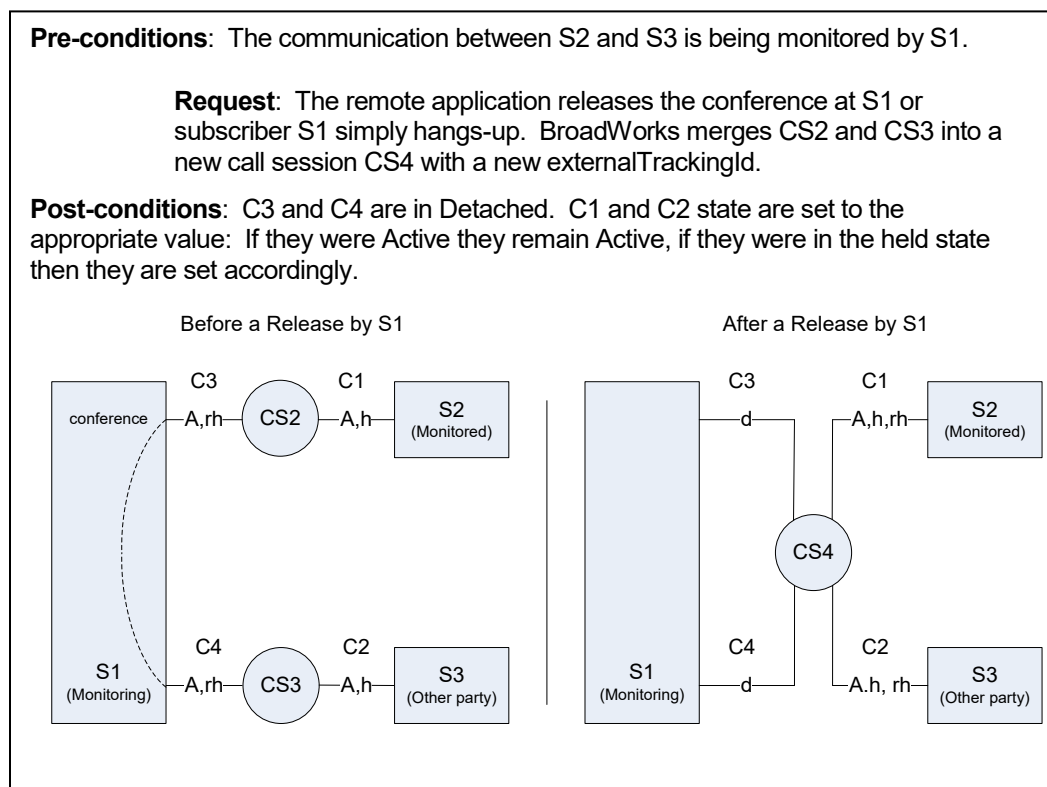 Pre-conditions: The communication between S2 and S3 is being monitored by S1.
Request: The remote application releases the conference at S1 or
subscriber S1 simply hangs-up. BroadWorks merges CS2 and CS3 into a
new call session CS4 with a new externalTrackingId.
Post-conditions: C3 and C4 are in Detached. C1 and C2 state are set to the
appropriate value: If they were Active they remain Active, if they were in the held state
then they are set accordingly.
Before a Release by S1
C3
C1
conference
A,rh
CS2
A,h
S2
(Monitored)
C4
C2
S1
(Monitoring)
A,rh
CS3
A,h
S3
(Other party)
After a Release by S1
C3
C1
d
A,h,rh
S2
(Monitored)
CS4
C4
C2
S1
(Monitoring)
d
A.h, rh
S3
(Other party)